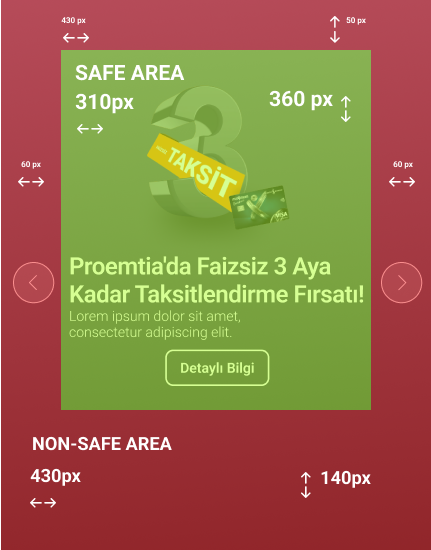 430 px
50 px
SAFE AREA
310px
360 px
3
TAKSİT
VISA
60 px
60 px
Proemtia'da Faizsiz 3 Aya
Kadar Taksitlendirme Fırsatı!
Lorem ipsum dolor sit amet,
consectetur adipiscing elit.
Detaylı Bilgi
NON-SAFE AREA
430px
140px